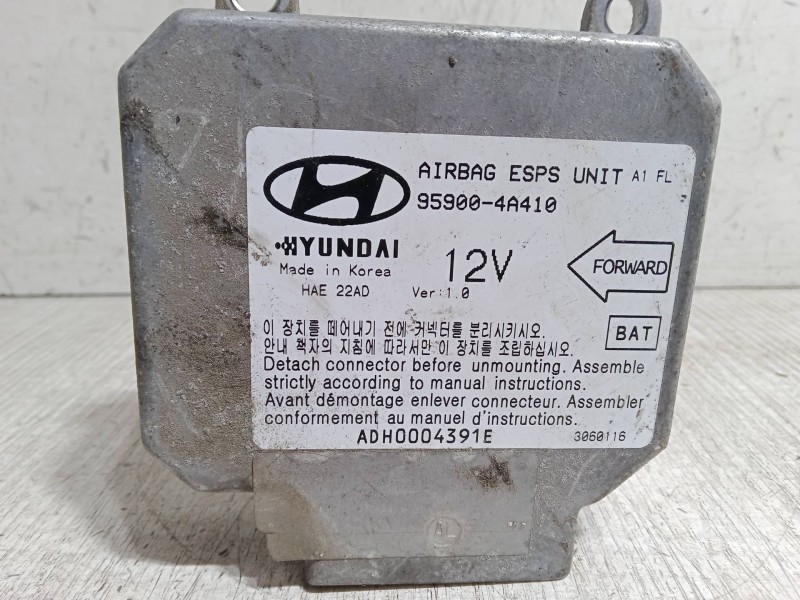 AIRBAG ESPS UNIT A1 FL
95900-4A410
HYUNDAI
Made in Korea
HAE 22AD
12V
Ver:1.0
FORWARD
BAT
이 장치를 떼어내기 전에 커넥터를 분리시키시오.
안내 책자의 지침에 따라서만 이 장치를 조립하십시오.
Detach connector before unmounting. Assemble
strictly according to manual instructions.
Avant démontage enlever connecteur. Assembler
conformement au manuel d'instructions.
ADH0004391E
3060116
AL